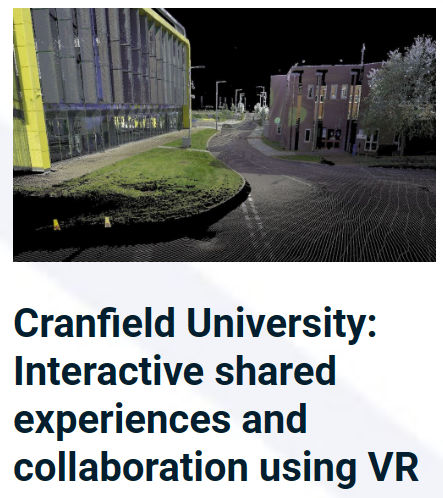 Cranfield University:
Interactive shared
experiences and
collaboration using VR